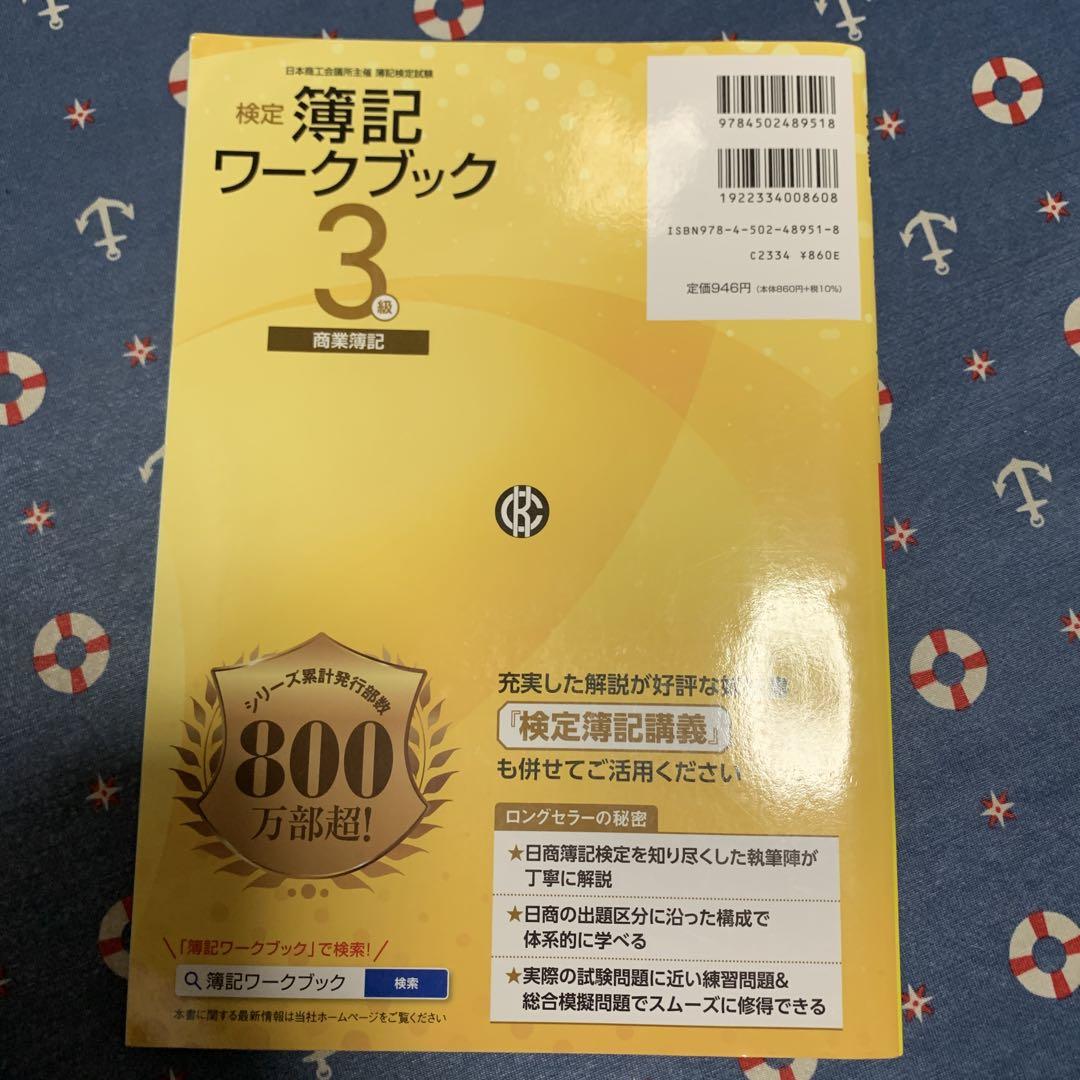 日本商工会議所主催 簿記検定試験
検定 簿記
ワークブック
3級
商業簿記
9784502489518
1922334008608
ISBN978-4-502-48951-8
C2334 ¥860E
定価946円(本体860円+税10%)
シリーズ累計発行部数
800
万部超!
充実した解説が好評な
『検定簿記講義』
も併せてご活用ください
ロングセラーの秘密
★日商簿記検定を知り尽くした執筆陣が
丁寧に解説
★日商の出題区分に沿った構成で
体系的に学べる
★実際の試験問題に近い練習問題&
総合模擬問題でスムーズに修得できる
「簿記ワークブック」で検索!
簿記ワークブック 検索
本書に関する最新情報は当社ホームページをご覧ください